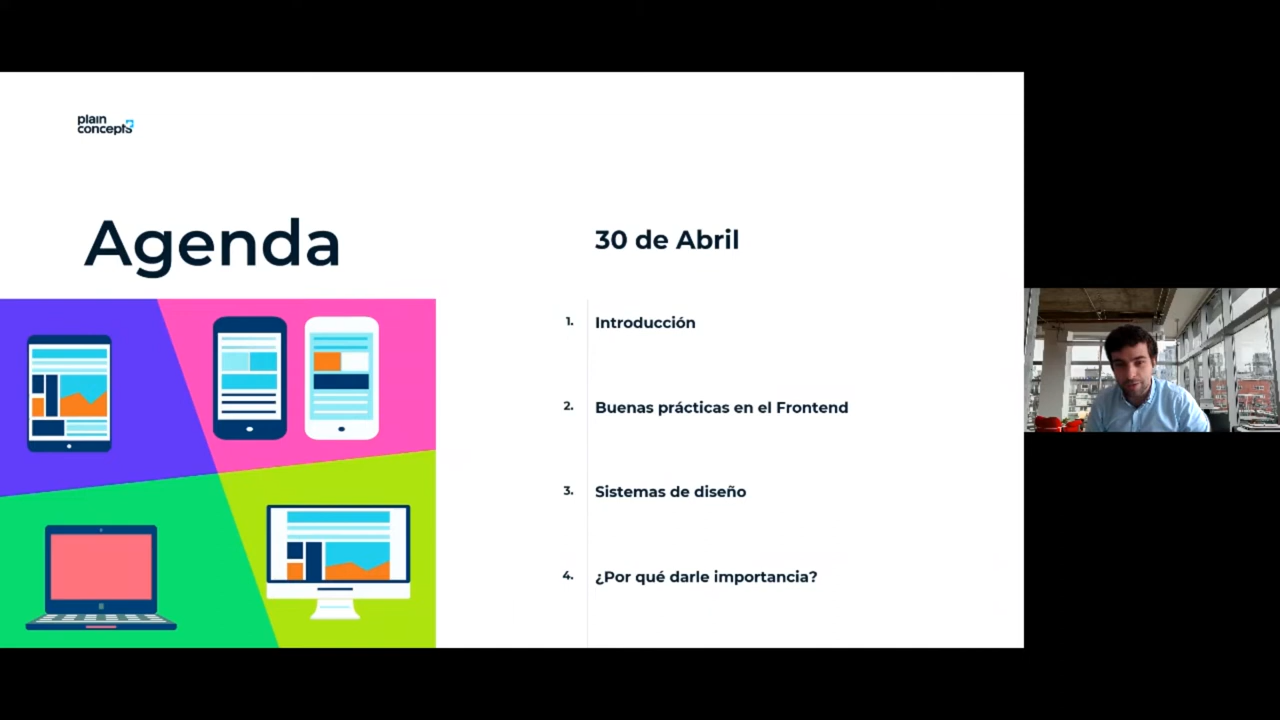 plain
concepts
Agenda
30 de Abril
1. Introducción
2. Buenas prácticas en el Frontend
3. Sistemas de diseño
4. ¿Por qué darle importancia?